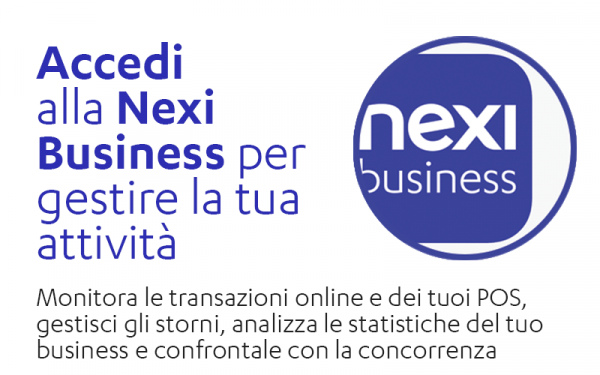 Accedi
alla Nexi
Business per
gestire la tua
attività
nexi
business
Monitora le transazioni online e dei tuoi POS,
gestisci gli storni, analizza le statistiche del tuo
business e confrontale con la concorrenza